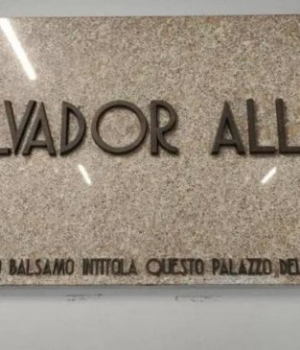 LVADOR ALL
BALSAMO INTITOLA QUESTO PALAZZO DEL